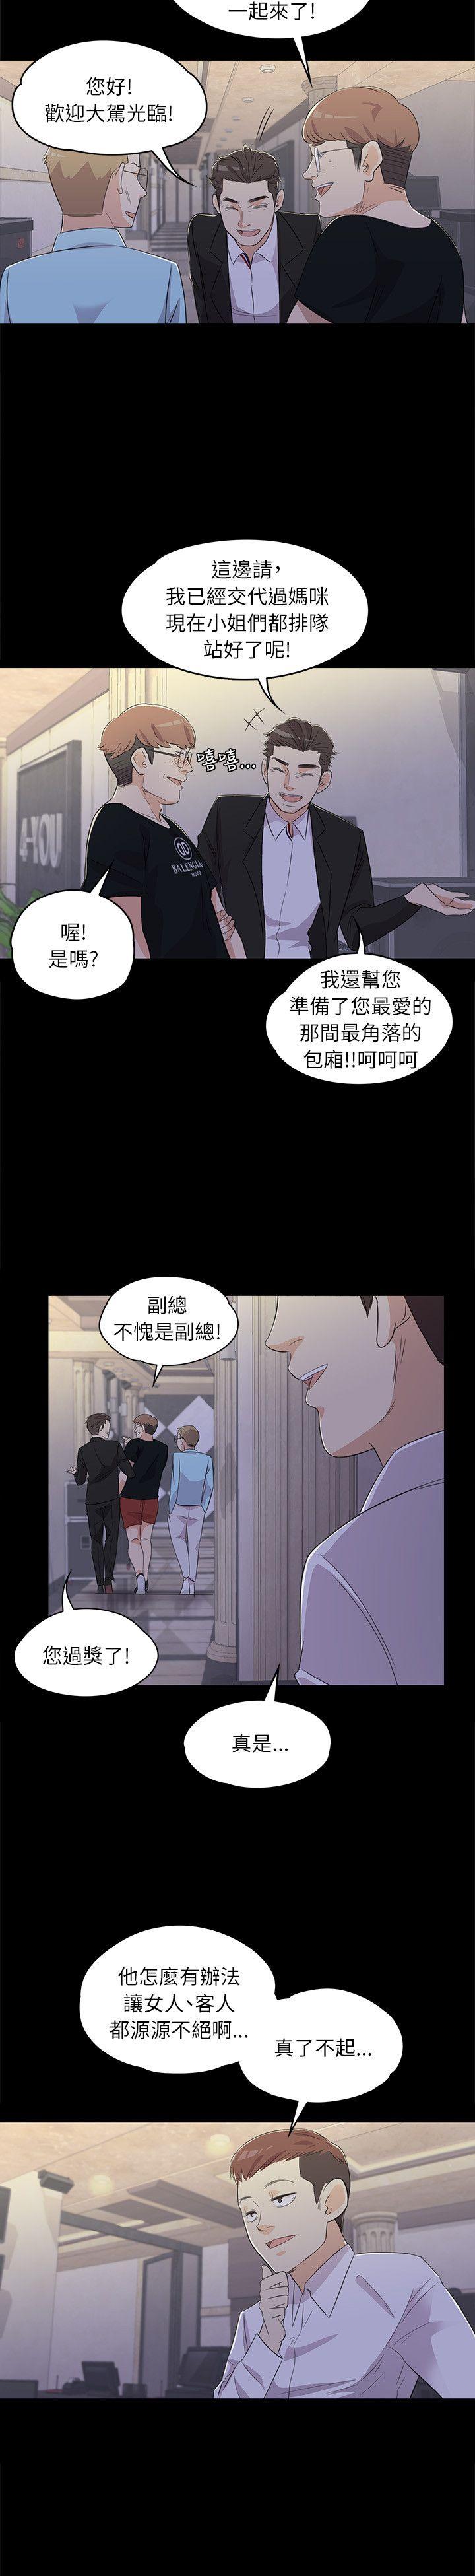 一起來了!
您好!
歡迎大駕光臨!
這邊請,
我已經交代過媽咪
現在小姐們都排隊
站好了呢!
嘻嘻...
4-YOU
BALENCIAG
喔!
是嗎?
我還幫您
準備了您最愛的
那間最角落的
包廂!!呵呵呵
副總
不愧是副總!
您過獎了!
真是...
他怎麼有辦法
讓女人、客人
都源源不絕啊...
真了不起...